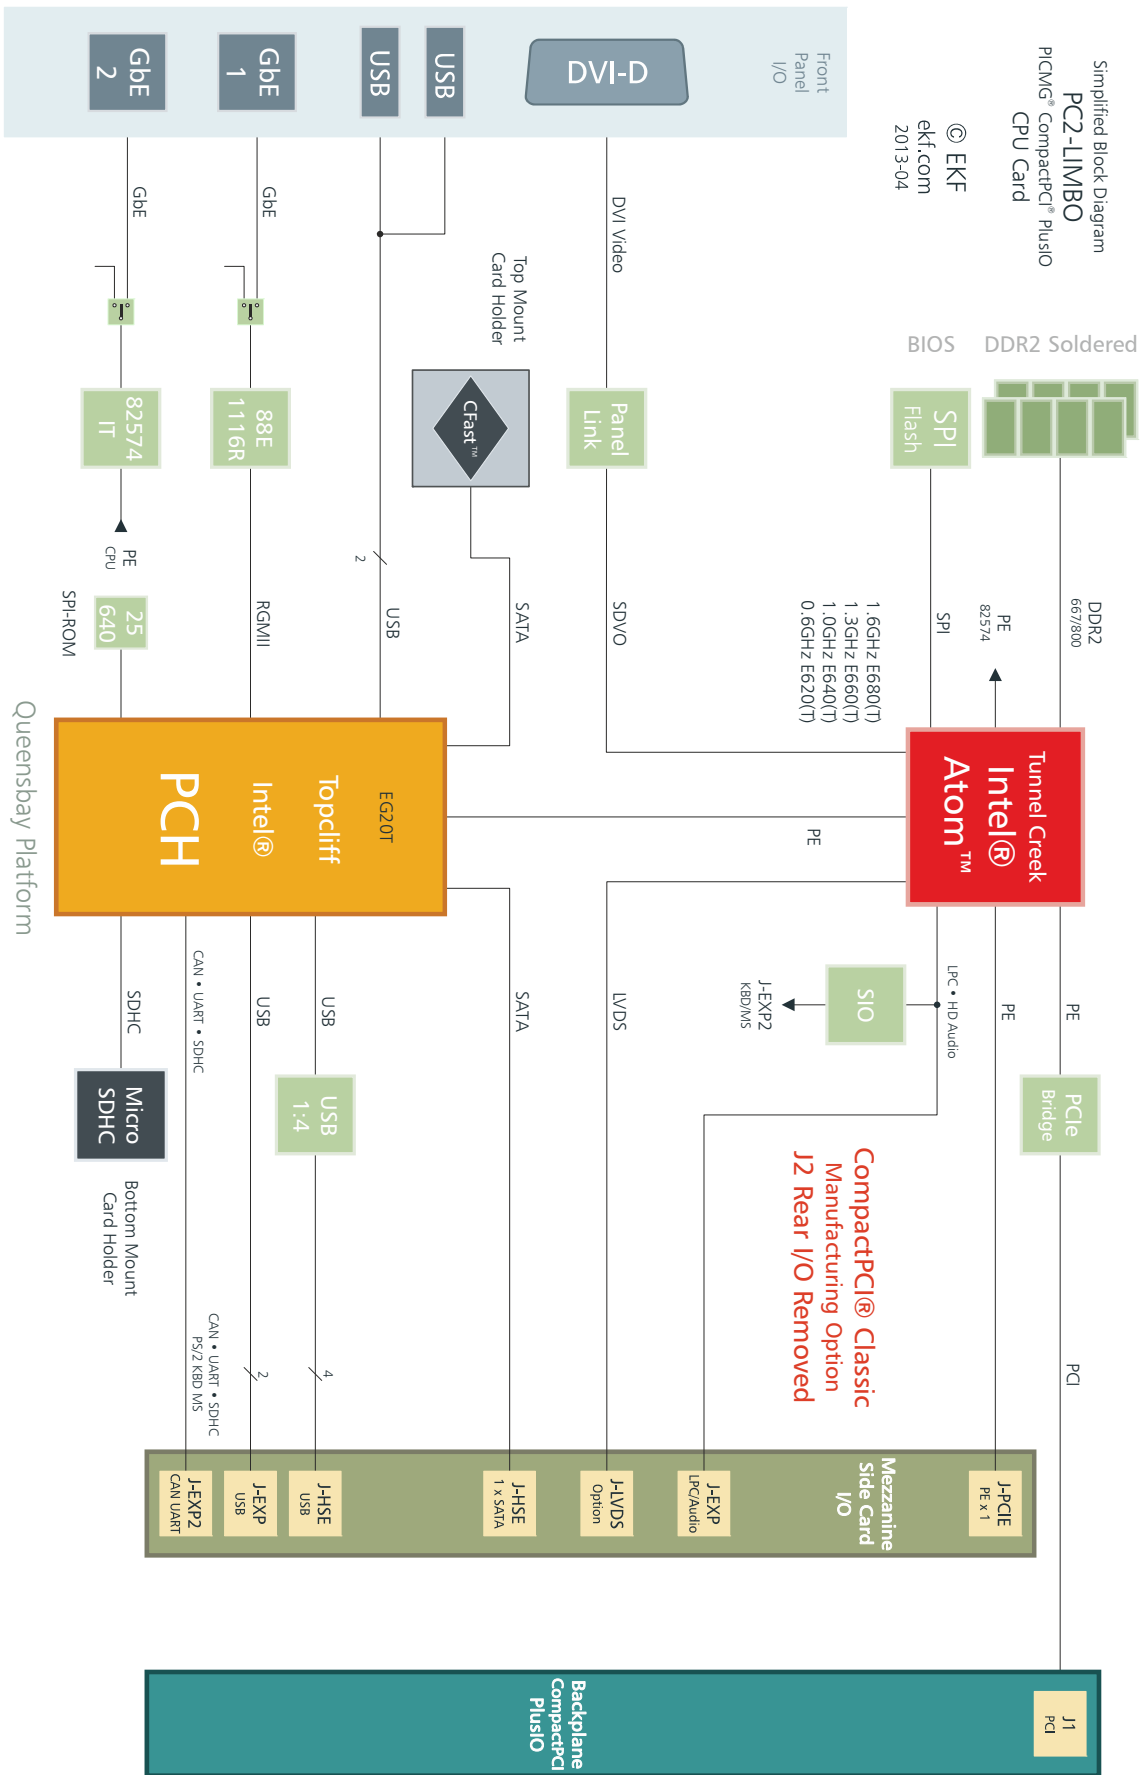 Simplified Block Diagram
PC2-LIMBO
PICMG® CompactPCI® PlusIO
CPU Card
© EKF
ekf.com
2013-04
Front
Panel
I/O
DVI-D
USB
USB
GbE
1
GbE
2
DVI Video
GbE
GbE
Top Mount
Card Holder
DDR2 Soldered
BIOS
SPI
Flash
Panel
Link
CFast™
88E
1116R
82574
IT
PE
CPU
25
640
SPI-ROM
DDR2
667/800
PE
82574
SPI
1.6GHz E680(T)
1.3GHz E660(T)
1.0GHz E640(T)
0.6GHz E620(T)
SDVO
SATA
2
USB
RGMII
Tunnel Creek
Intel®
Atom™
PE
EG20T
Topcliff
Intel®
PCH
Queensbay Platform
PE
PE
LPC • HD Audio
SIO
J-EXP2
KBD/MS
LVDS
SATA
USB
USB
CAN • UART • SDHC
SDHC
PCIe
Bridge
USB
1:4
Micro
SDHC
Bottom Mount
Card Holder
CompactPCI® Classic
Manufacturing Option
J2 Rear I/O Removed
PCI
4
2
CAN • UART • SDHC
PS/2 KBD MS
Mezzanine
Side Card
I/O
J-PCIE
PE x 1
J-EXP
LPC/Audio
J-LVDS
Option
J-HSE
1 x SATA
J-HSE
USB
J-EXP
USB
J-EXP2
CAN UART
Backplane
CompactPCI
PlusIO
J1
PCI